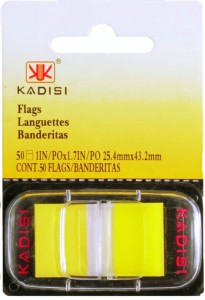 KADISI
Flags
Languettes
Banderitas
50 1IN/POx1.7IN/PO 25.4mmx43.2mm
CONT.50 FLAGS/BANDERITAS
KADISI
KADISI